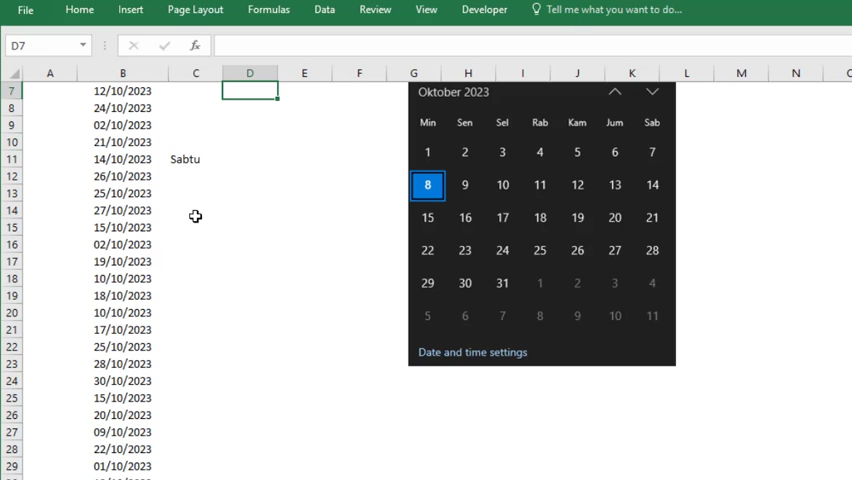 File Home Insert Page Layout Formulas Data Review View Developer Tell me what you want to do...
D7 fx
A B C D E F G H I J K L M N
7 12/10/2023
8 24/10/2023
9 02/10/2023
10 21/10/2023
11 14/10/2023 Sabtu
12 26/10/2023
13 25/10/2023
14 27/10/2023
15 15/10/2023
16 02/10/2023
17 19/10/2023
18 10/10/2023
19 18/10/2023
20 10/10/2023
21 17/10/2023
22 25/10/2023
23 28/10/2023
24 30/10/2023
25 15/10/2023
26 20/10/2023
27 09/10/2023
28 22/10/2023
29 01/10/2023
Oktober 2023
Min Sen Sel Rab Kam Jum Sab
1 2 3 4 5 6 7
8 9 10 11 12 13 14
15 16 17 18 19 20 21
22 23 24 25 26 27 28
29 30 31 1 2 3 4
5 6 7 8 9 10 11
Date and time settings